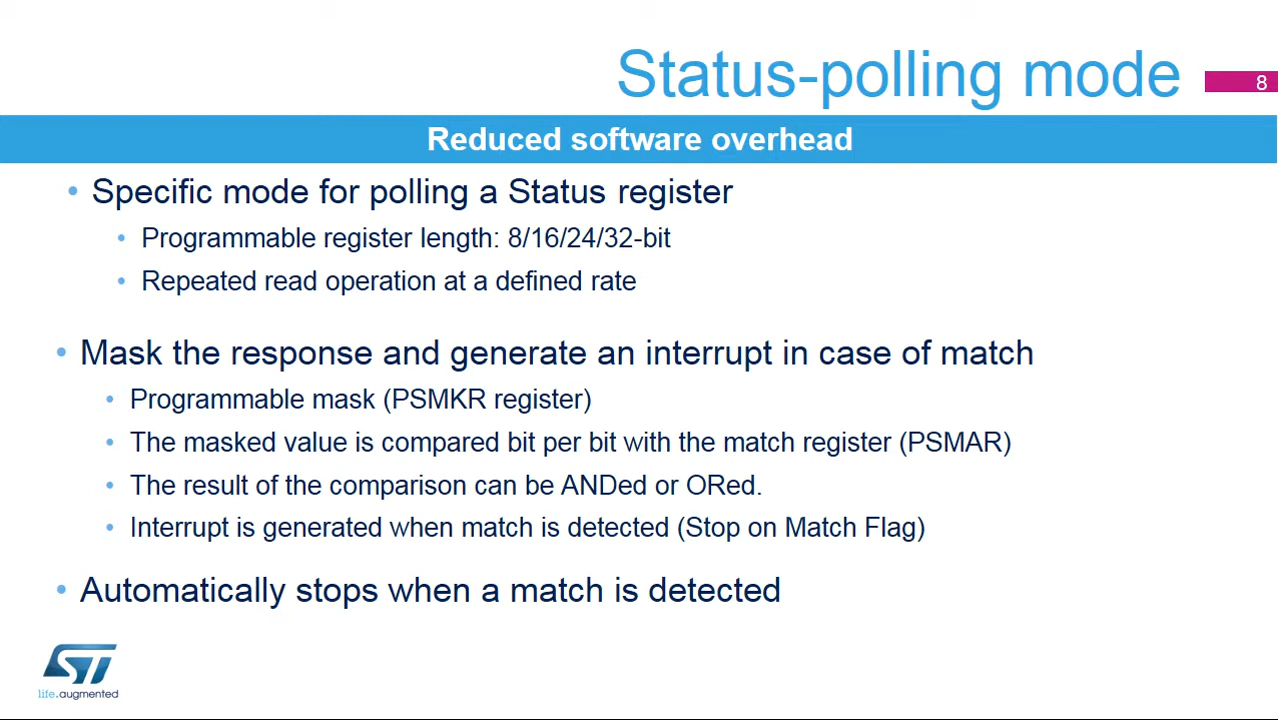 Status-polling mode
8
Reduced software overhead
• Specific mode for polling a Status register
• Programmable register length: 8/16/24/32-bit
• Repeated read operation at a defined rate
• Mask the response and generate an interrupt in case of match
• Programmable mask (PSMKR register)
• The masked value is compared bit per bit with the match register (PSMAR)
• The result of the comparison can be ANDed or ORed.
• Interrupt is generated when match is detected (Stop on Match Flag)
• Automatically stops when a match is detected
ST
life.augmented